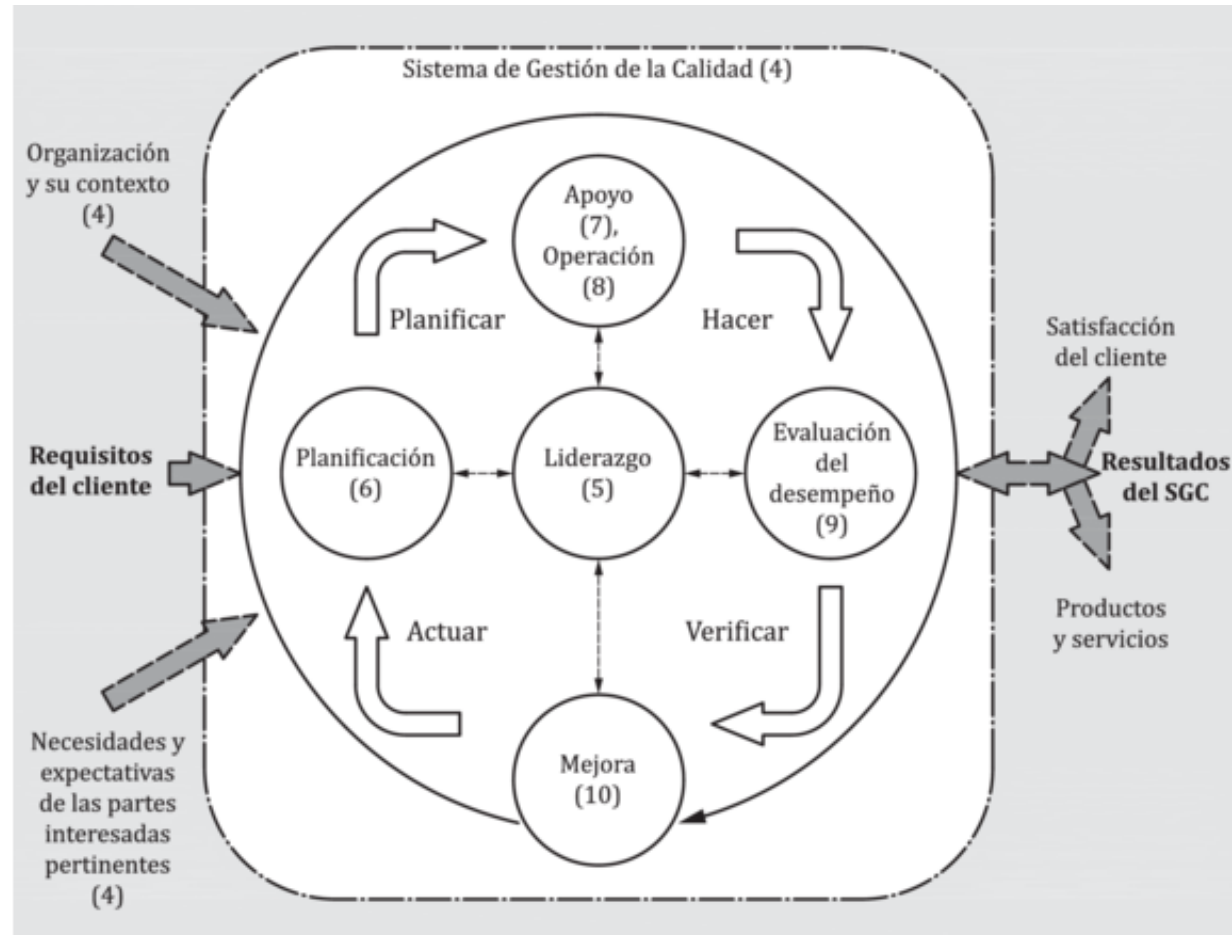 Sistema de Gestión de la Calidad (4)
Organización
y su contexto
(4)
Apoyo
(7),
Operación
(8)
Planificar
Hacer
Satisfacción
del cliente
Requisitos
del cliente
Planificación
(6)
Liderazgo
(5)
Evaluación
del
desempeño
(9)
Resultados
del SGC
Actuar
Verificar
Productos
y servicios
Necesidades y
expectativas
de las partes
interesadas
pertinentes
(4)
Mejora
(10)